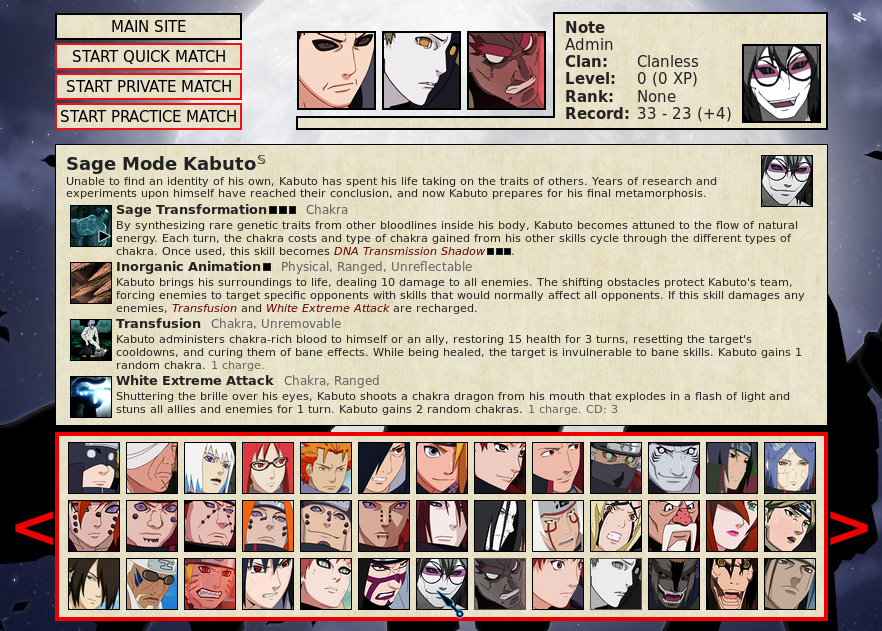 MAIN SITE
START QUICK MATCH
START PRIVATE MATCH
START PRACTICE MATCH
Note
Admin
Clan: Clanless
Level: 0 (0 XP)
Rank: None
Record: 33 - 23 (+4)
Sage Mode Kabuto S
Unable to find an identity of his own, Kabuto has spent his life taking on the traits of others. Years of research and
experiments upon himself have reached their conclusion, and now Kabuto prepares for his final metamorphosis.
Sage Transformation■■■ Chakra
By synthesizing rare genetic traits from other bloodlines inside his body, Kabuto becomes attuned to the flow of natural
energy. Each turn, the chakra costs and type of chakra gained from his other skills cycle through the different types of
chakra. Once used, this skill becomes DNA Transmission Shadow■■■.
Inorganic Animation■ Physical, Ranged, Unreflectable
Kabuto brings his surroundings to life, dealing 10 damage to all enemies. The shifting obstacles protect Kabuto's team,
forcing enemies to target specific opponents with skills that would normally affect all opponents. If this skill damages any
enemies, Transfusion and White Extreme Attack are recharged.
Transfusion Chakra, Unremovable
Kabuto administers chakra-rich blood to himself or an ally, restoring 15 health for 3 turns, resetting the target's
cooldowns, and curing them of bane effects. While being healed, the target is invulnerable to bane skills. Kabuto gains 1
random chakra. 1 charge.
White Extreme Attack Chakra, Ranged
Shuttering the brille over his eyes, Kabuto shoots a chakra dragon from his mouth that explodes in a flash of light and
stuns all allies and enemies for 1 turn. Kabuto gains 2 random chakras. 1 charge. CD: 3
< >